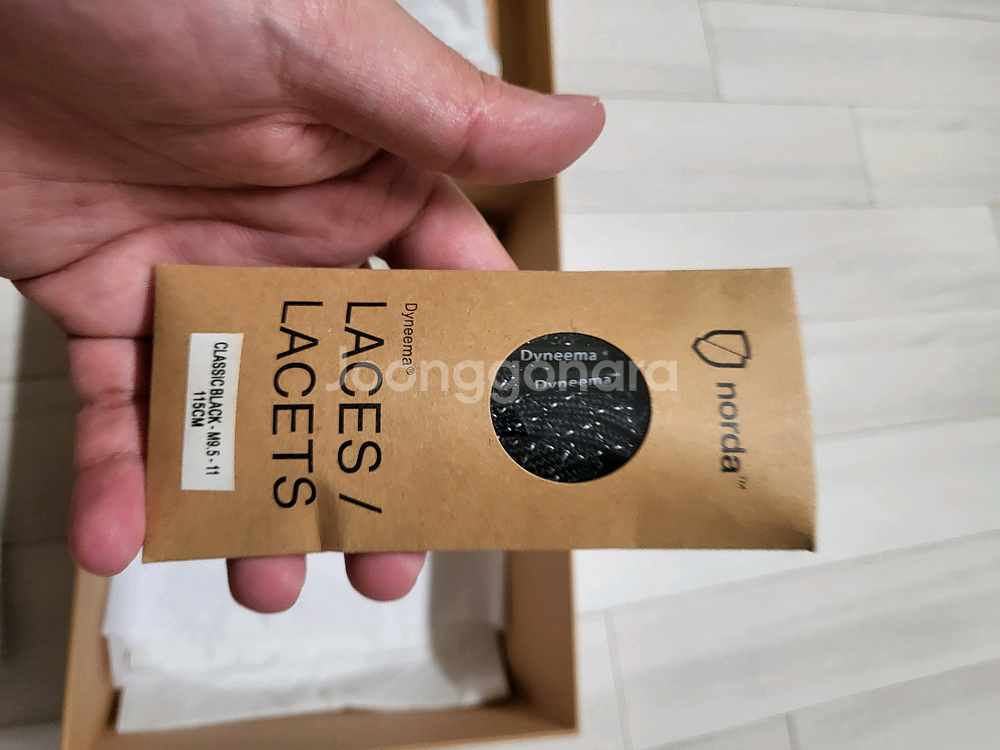 norda™
Dyneema®
Dyneema
Dyneema®
LACES /
LACETS
CLASSIC BLACK - M9.5 - 11
115CM
Joonggonara